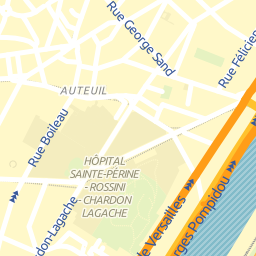 Rue George Sand
Rue Félicien
AUTEUIL
Rue Boileau
HÔPITAL
SAINTE-PÉRINE
- ROSSINI
- CHARDON
LAGACHE
don-Lagache
de Versailles
rges Pompidou